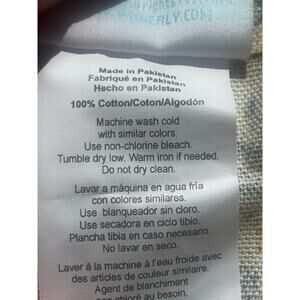 Made in Pakistan
Fabriqué en Pakistan
Hecho en Pakistan
100% Cotton/Coton/Algodón
Machine wash cold
with similar colors.
Use non-chlorine bleach.
Tumble dry low. Warm iron if needed.
Do not dry clean.
Lavar a máquina en agua fría
con colores similares.
Use blanqueador sin cloro.
Use secadora en ciclo tibio.
Plancha tibia en caso necesario.
No lavar en seco.
Laver à la machine à l'eau froide avec
des articles de couleur similaire.
Agent de blanchiment
chloré au besoin.